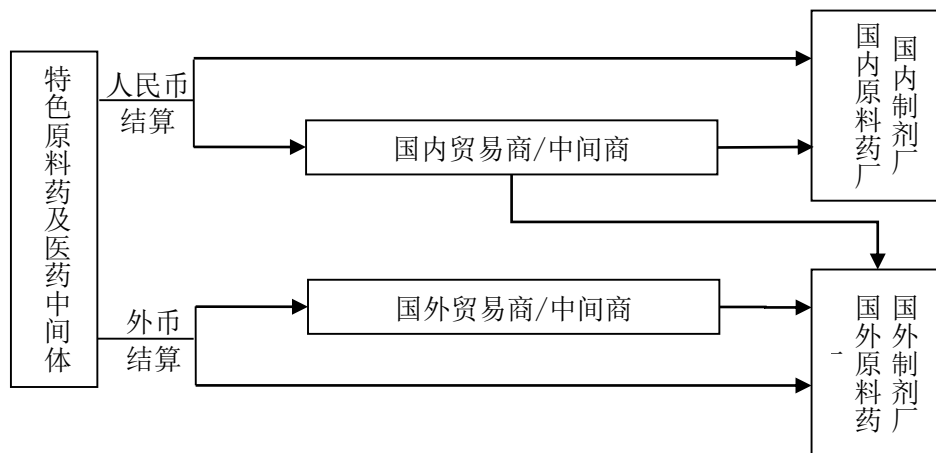 特色原料药及医药中间体
人民币
结算
国内贸易商/中间商
国内制剂厂
国内原料药厂
外币
结算
国外贸易商/中间商
国外制剂厂
国外原料药